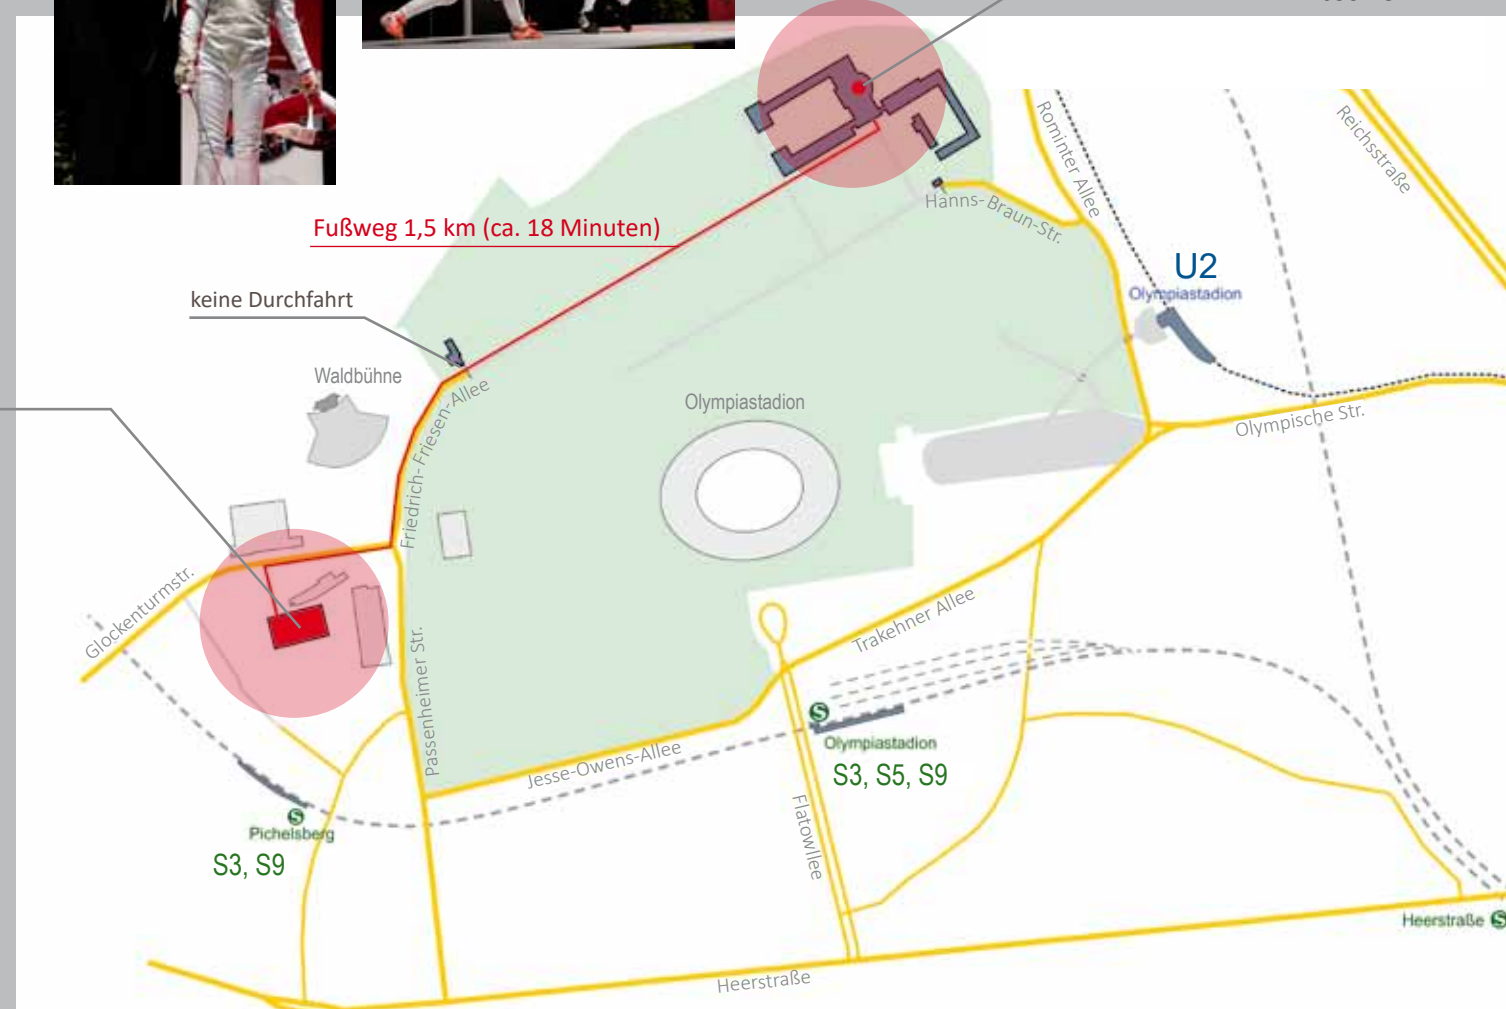 Rominter Allee
Reichsstraße
Hanns-Braun-Str.
Fußweg 1,5 km (ca. 18 Minuten)
U2
Olympiastadion
keine Durchfahrt
Waldbühne
Friedrich-Friesen-Allee
Olympiastadion
Olympische Str.
Glockenturmstr.
Passenheimer Str.
Trakehner Allee
S
Olympiastadion
S3, S5, S9
Jesse-Owens-Allee
Flatowllee
S
Pichelsberg
S3, S9
Heerstraße S
Heerstraße